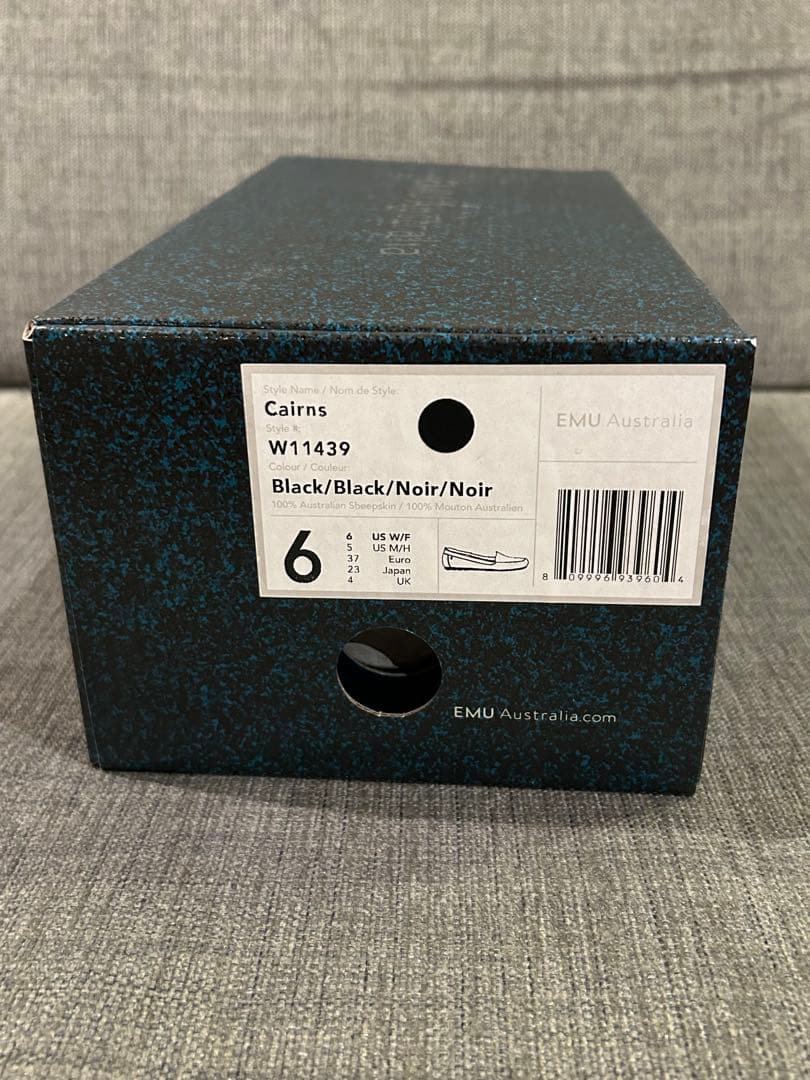 Style Name / Nom de Style:
Cairns
Style #:
W11439
Colour / Couleur:
Black/Black/Noir/Noir
100% Australian Sheepskin / 100% Mouton Australien
6
6 US W/F
5 US M/H
37 Euro
23 Japan
4 UK
EMU Australia
8 09996 93960 4
EMU Australia.com